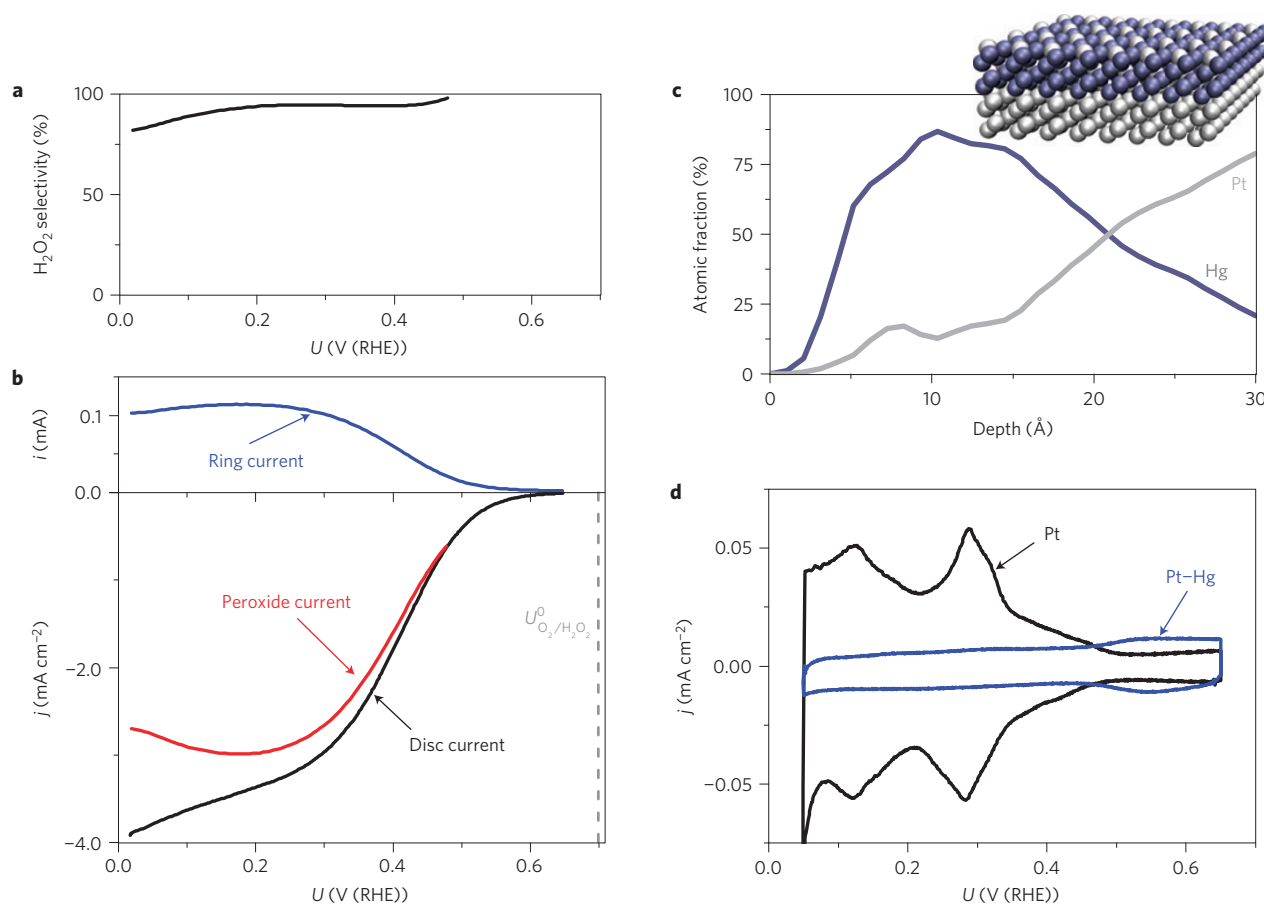 a
100
50
0
H₂O₂ selectivity (%)
0.0 0.2 0.4
U (V (RHE))
b
0.1
0.0
i (mA)
Ring current
Peroxide current
Disc current
U⁰O₂/H₂O₂
−2.0
−4.0
j (mA cm⁻²)
0.0 0.2 0.4 0.6
U (V (RHE))
c
100
75
50
25
0
Atomic fraction (%)
Pt
Hg
0 10 20 30
Depth (Å)
d
0.05
0.00
−0.05
j (mA cm⁻²)
Pt
Pt−Hg
0.0 0.2 0.4 0.6
U (V (RHE))